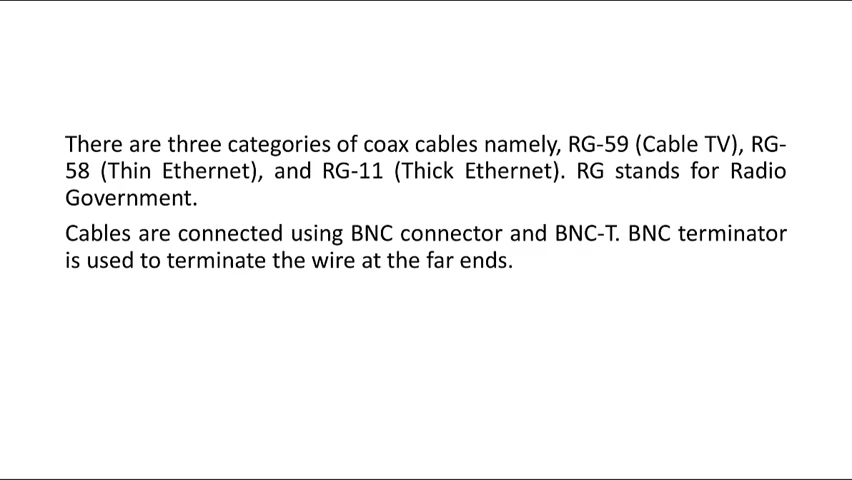 There are three categories of coax cables namely, RG-59 (Cable TV), RG-
58 (Thin Ethernet), and RG-11 (Thick Ethernet). RG stands for Radio
Government.
Cables are connected using BNC connector and BNC-T. BNC terminator
is used to terminate the wire at the far ends.